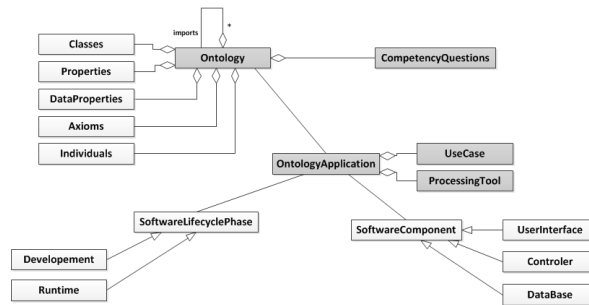 imports
*
Classes
Ontology
CompetencyQuestions
Properties
DataProperties
Axioms
Individuals
OntologyApplication
UseCase
ProcessingTool
SoftwareLifecyclePhase
SoftwareComponent
UserInterface
Developement
Controler
Runtime
DataBase